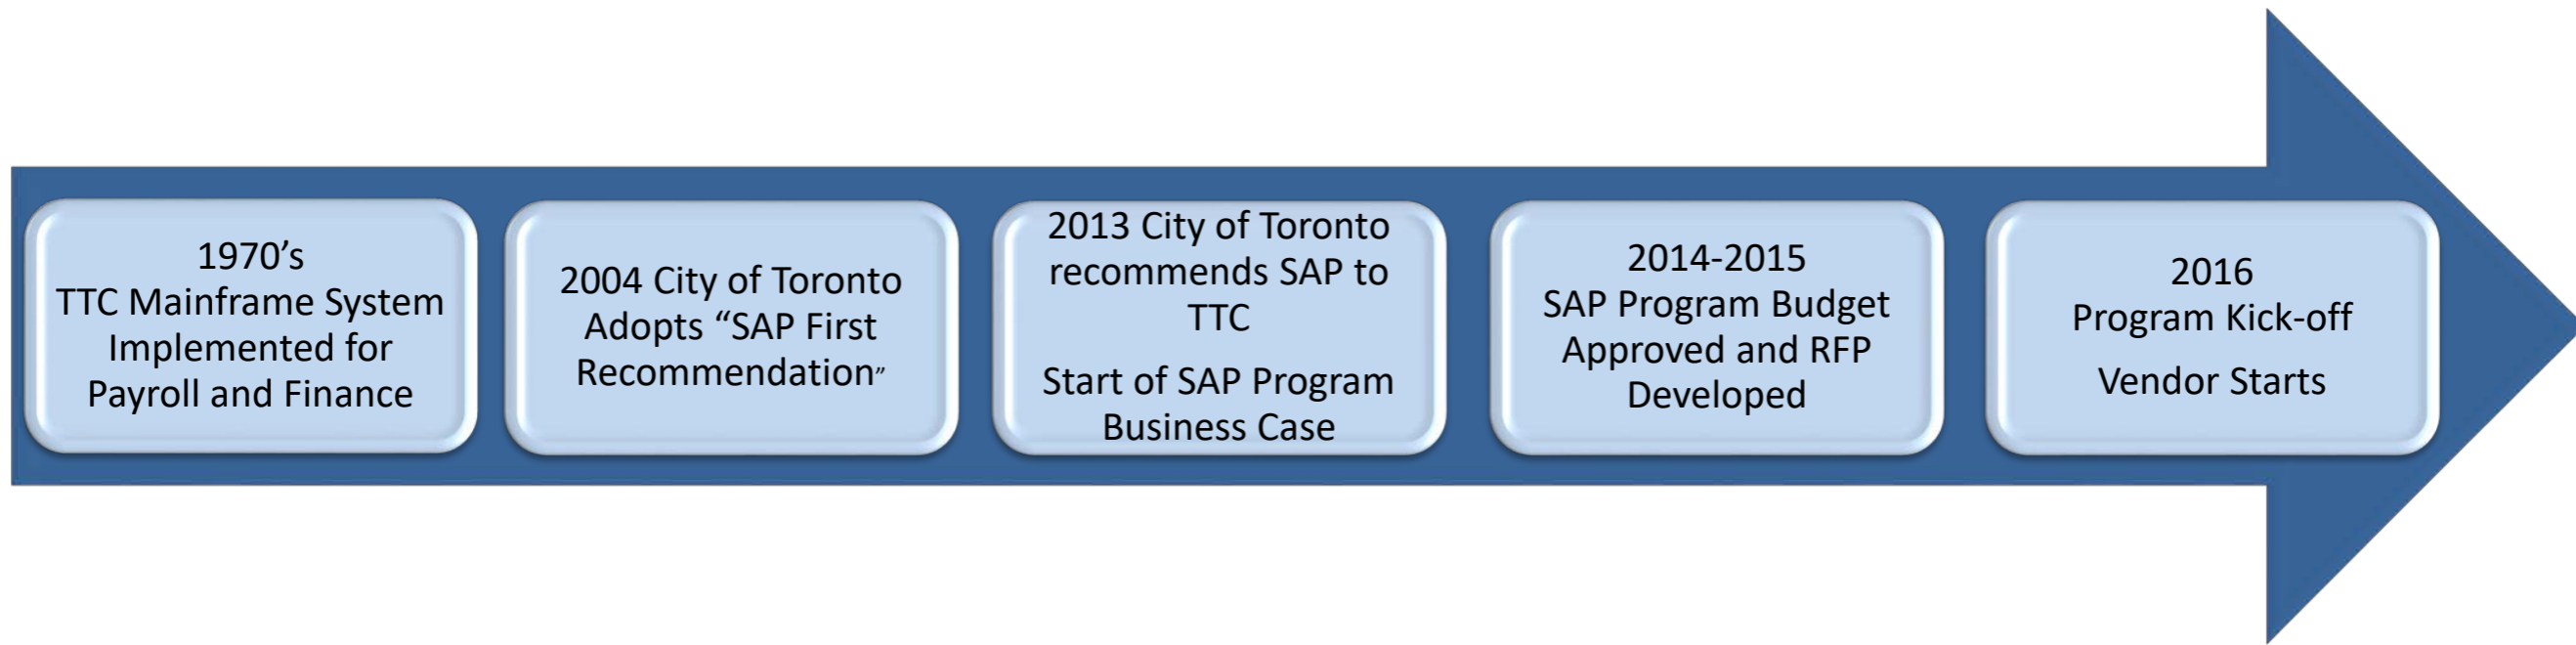 1970’s
TTC Mainframe System
Implemented for
Payroll and Finance
2004 City of Toronto
Adopts “SAP First
Recommendation”
2013 City of Toronto
recommends SAP to
TTC
Start of SAP Program
Business Case
2014-2015
SAP Program Budget
Approved and RFP
Developed
2016
Program Kick-off
Vendor Starts